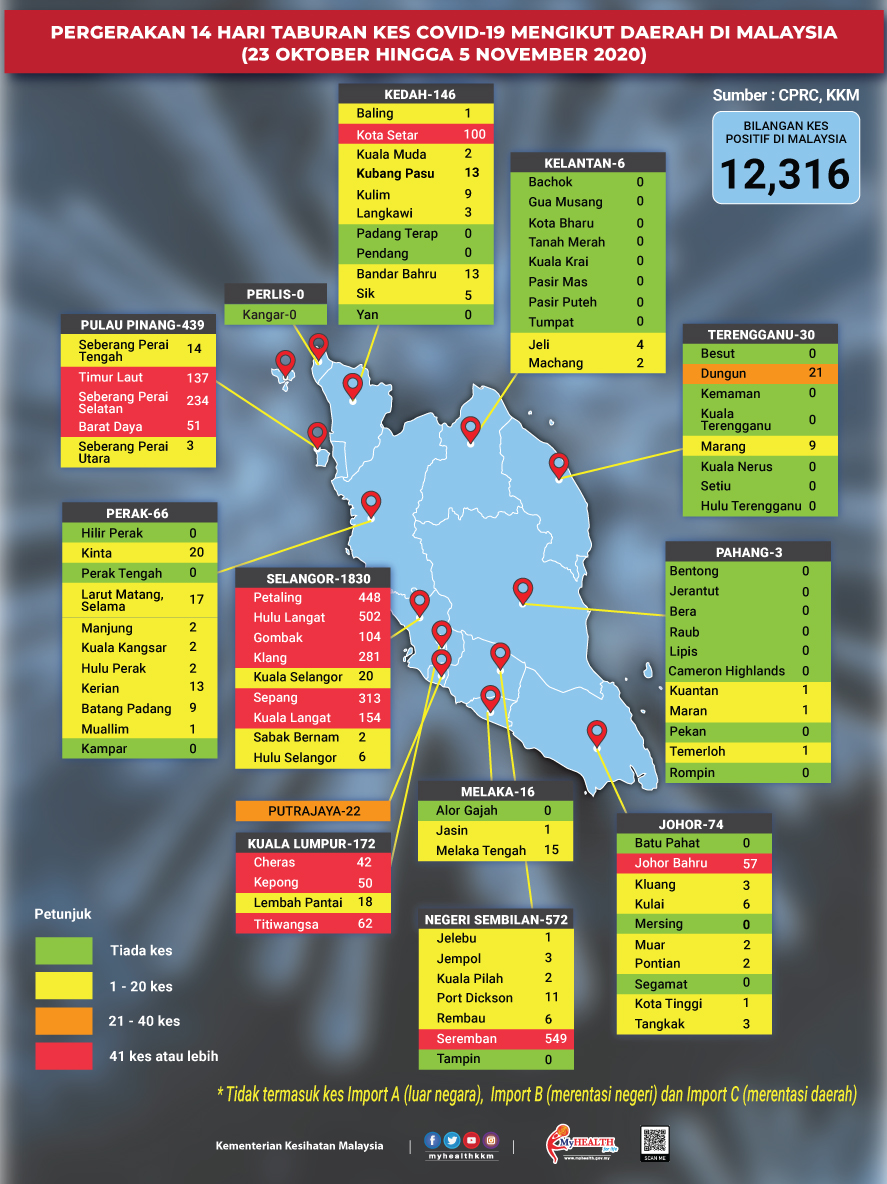 PERGERAKAN 14 HARI TABURAN KES COVID-19 MENGIKUT DAERAH DI MALAYSIA
(23 OKTOBER HINGGA 5 NOVEMBER 2020)
Sumber : CPRC, KKM
BILANGAN KES
POSITIF DI MALAYSIA
12,316
KEDAH-146
Baling 1
Kota Setar 100
Kuala Muda 2
Kubang Pasu 13
Kulim 9
Langkawi 3
Padang Terap 0
Pendang 0
Bandar Bahru 13
Sik 5
Yan 0
KELANTAN-6
Bachok 0
Gua Musang 0
Kota Bharu 0
Tanah Merah 0
Kuala Krai 0
Pasir Mas 0
Pasir Puteh 0
Tumpat 0
Jeli 4
Machang 2
PERLIS-0
Kangar-0
PULAU PINANG-439
Seberang Perai
Tengah 14
Timur Laut 137
Seberang Perai
Selatan 234
Barat Daya 51
Seberang Perai
Utara 3
TERENGGANU-30
Besut 0
Dungun 21
Kemaman 0
Kuala
Terengganu 0
Marang 9
Kuala Nerus 0
Setiu 0
Hulu Terengganu 0
PERAK-66
Hilir Perak 0
Kinta 20
Perak Tengah 0
Larut Matang,
Selama 17
Manjung 2
Kuala Kangsar 2
Hulu Perak 2
Kerian 13
Batang Padang 9
Muallim 1
Kampar 0
SELANGOR-1830
Petaling 448
Hulu Langat 502
Gombak 104
Klang 281
Kuala Selangor 20
Sepang 313
Kuala Langat 154
Sabak Bernam 2
Hulu Selangor 6
PAHANG-3
Bentong 0
Jerantut 0
Bera 0
Raub 0
Lipis 0
Cameron Highlands 0
Kuantan 1
Maran 1
Pekan 0
Temerloh 1
Rompin 0
PUTRAJAYA-22
KUALA LUMPUR-172
Cheras 42
Kepong 50
Lembah Pantai 18
Titiwangsa 62
MELAKA-16
Alor Gajah 0
Jasin 1
Melaka Tengah 15
JOHOR-74
Batu Pahat 0
Johor Bahru 57
Kluang 3
Kulai 6
Mersing 0
Muar 2
Pontian 2
Segamat 0
Kota Tinggi 1
Tangkak 3
NEGERI SEMBILAN-572
Jelebu 1
Jempol 3
Kuala Pilah 2
Port Dickson 11
Rembau 6
Seremban 549
Tampin 0
Petunjuk
Tiada kes
1 - 20 kes
21 - 40 kes
41 kes atau lebih
* Tidak termasuk kes Import A (luar negara), Import B (merentasi negeri) dan Import C (merentasi daerah)
Kementerian Kesihatan Malaysia
myhealthkkm
MyHEALTH
for life
www.myhealth.gov.my
SCAN ME